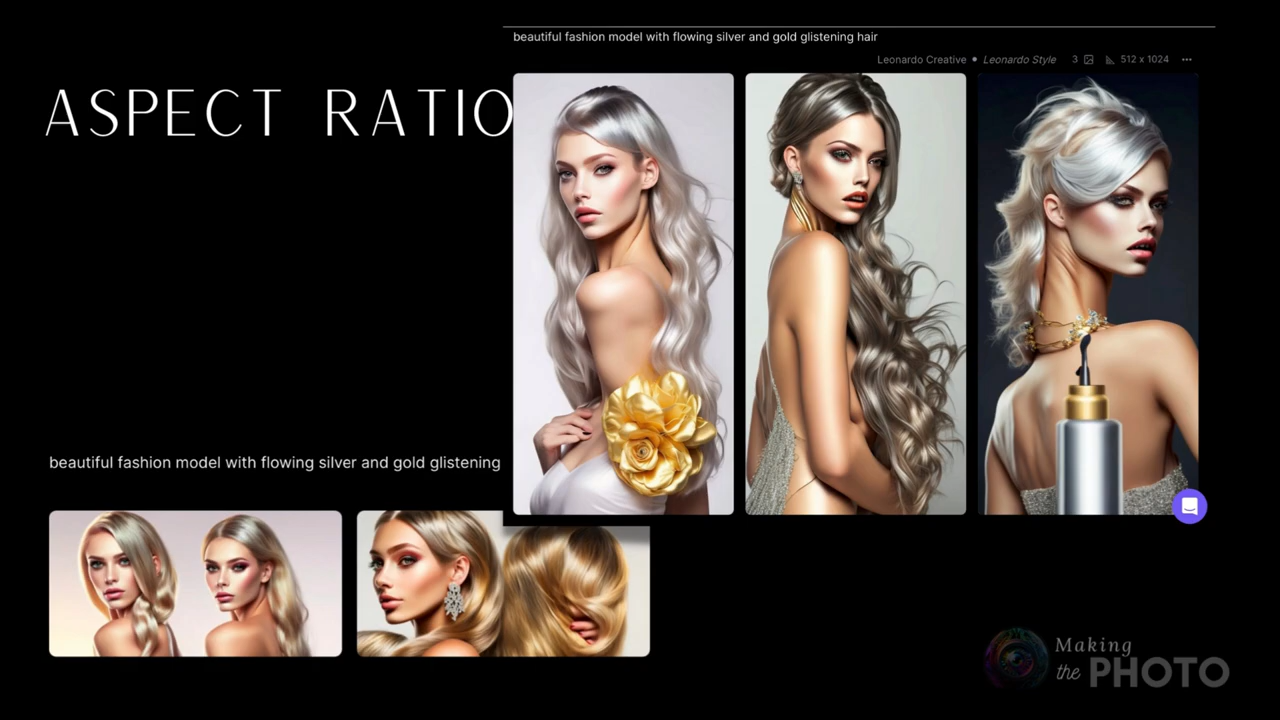 beautiful fashion model with flowing silver and gold glistening hair
Leonardo Creative • Leonardo Style 3 512 x 1024 •••
ASPECT RATIO
beautiful fashion model with flowing silver and gold glistening
Making
the PHOTO